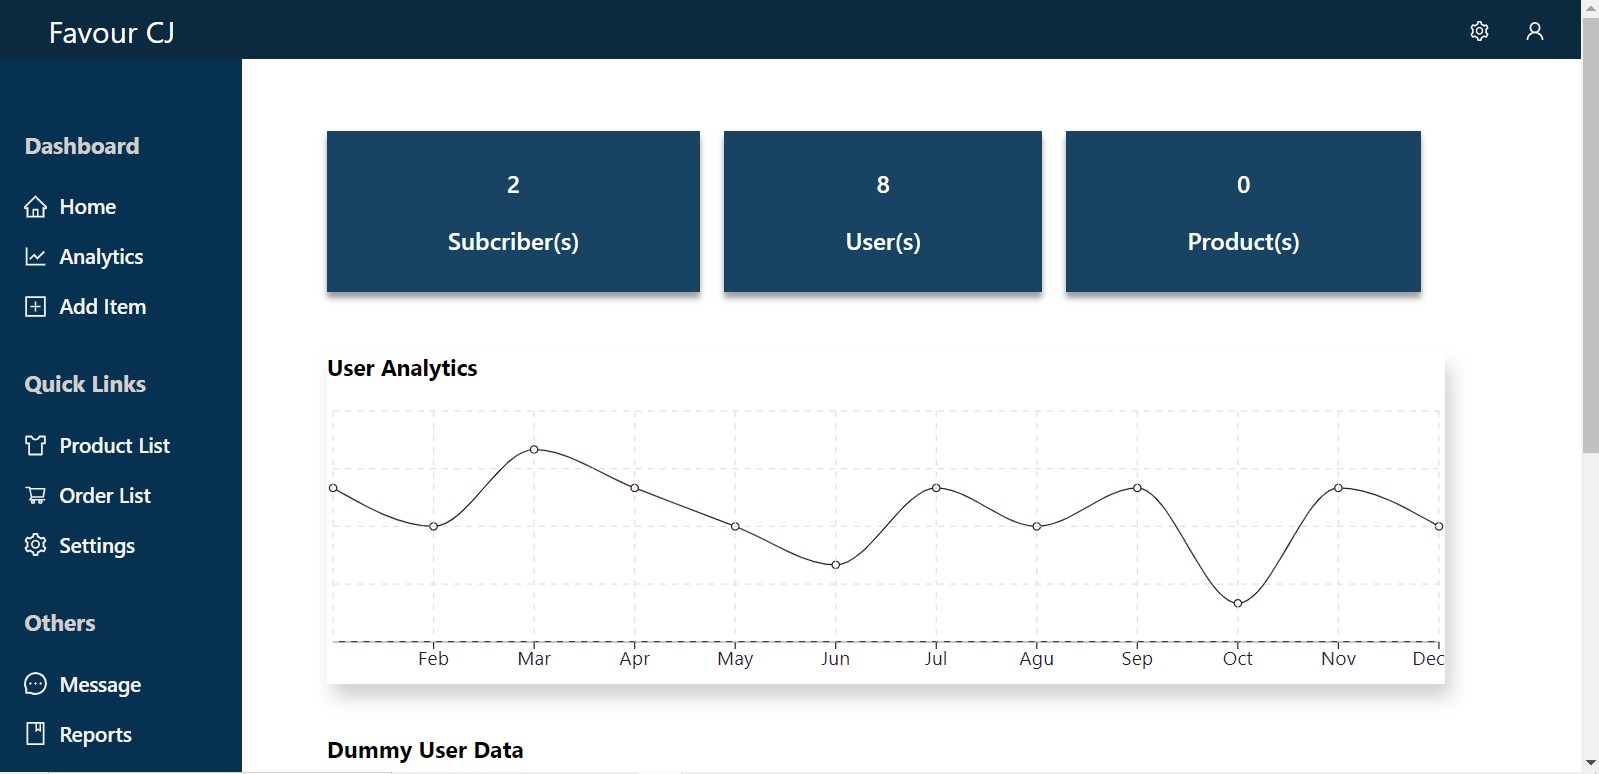 Favour CJ
Dashboard
Home
Analytics
Add Item
Quick Links
Product List
Order List
Settings
Others
Message
Reports
2
Subcriber(s)
8
User(s)
0
Product(s)
User Analytics
Feb Mar Apr May Jun Jul Agu Sep Oct Nov Dec
Dummy User Data